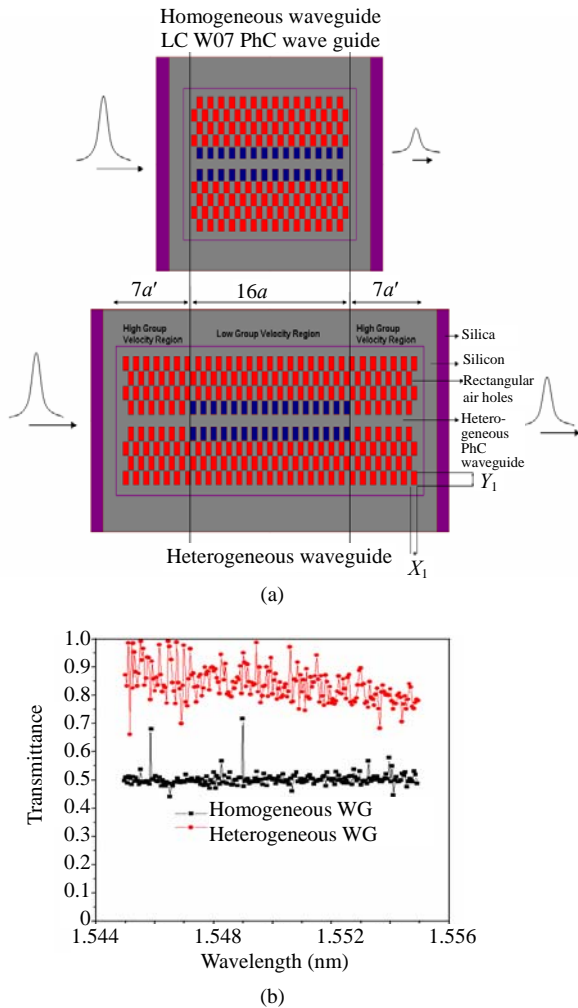 Homogeneous waveguide
LC W07 PhC wave guide
7a′
16a
7a′
High Group
Velocity Region
Low Group Velocity Region
High Group
Velocity Region
Silica
Silicon
Rectangular
air holes
Hetero-
geneous
PhC
waveguide
Y1
X1
Heterogeneous waveguide
(a)
1.0
0.9
0.8
0.7
0.6
0.5
0.4
0.3
0.2
0.1
0
Transmittance
Homogeneous WG
Heterogeneous WG
1.544
1.548
1.552
1.556
Wavelength (nm)
(b)